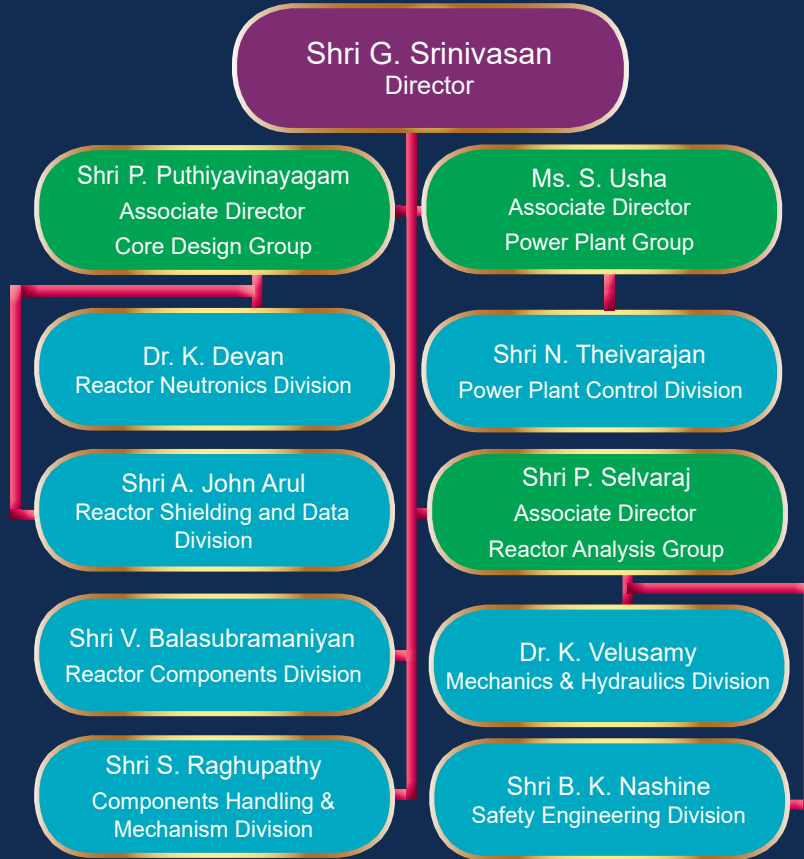 Shri G. Srinivasan
Director
Shri P. Puthiyavinayagam
Associate Director
Core Design Group
Ms. S. Usha
Associate Director
Power Plant Group
Dr. K. Devan
Reactor Neutronics Division
Shri N. Theivarajan
Power Plant Control Division
Shri A. John Arul
Reactor Shielding and Data
Division
Shri P. Selvaraj
Associate Director
Reactor Analysis Group
Shri V. Balasubramaniyan
Reactor Components Division
Dr. K. Velusamy
Mechanics & Hydraulics Division
Shri S. Raghupathy
Components Handling &
Mechanism Division
Shri B. K. Nashine
Safety Engineering Division